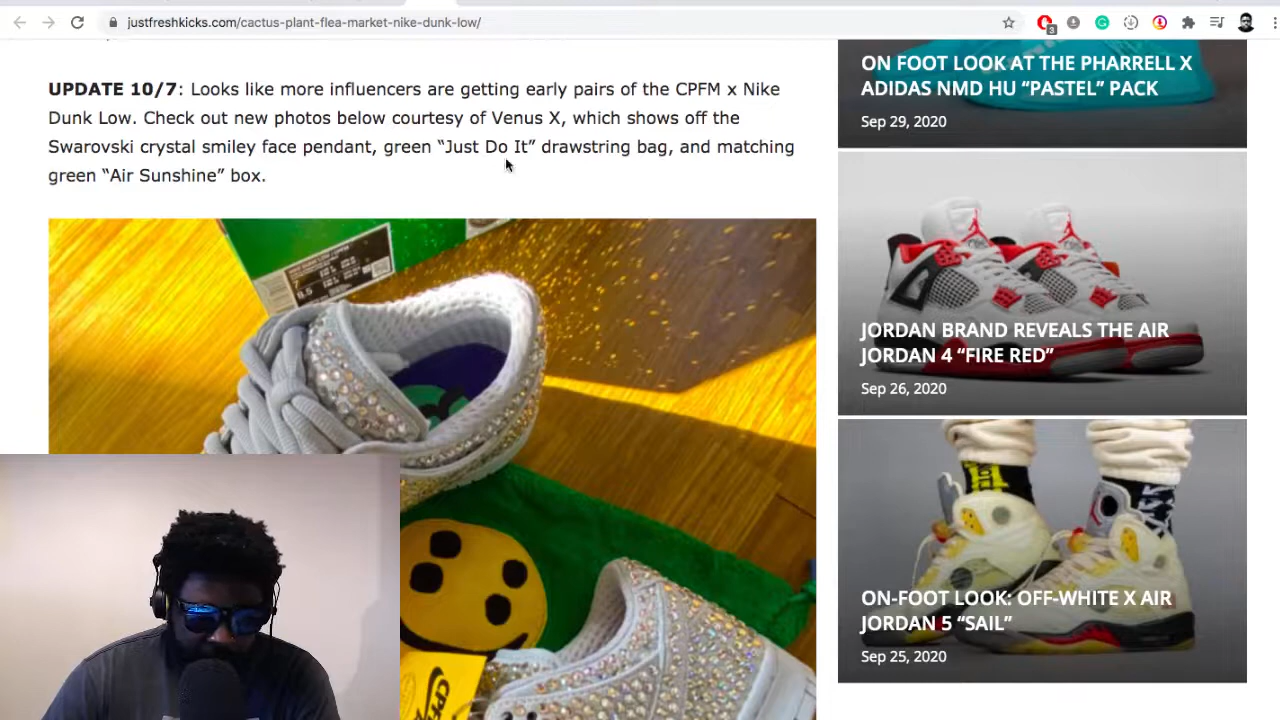 justfreshkicks.com/cactus-plant-flea-market-nike-dunk-low/
3
UPDATE 10/7: Looks like more influencers are getting early pairs of the CPFM x Nike
Dunk Low. Check out new photos below courtesy of Venus X, which shows off the
Swarovski crystal smiley face pendant, green “Just Do It” drawstring bag, and matching
green “Air Sunshine” box.
ON FOOT LOOK AT THE PHARRELL X
ADIDAS NMD HU “PASTEL” PACK
Sep 29, 2020
JORDAN BRAND REVEALS THE AIR
JORDAN 4 “FIRE RED”
Sep 26, 2020
ON-FOOT LOOK: OFF-WHITE X AIR
JORDAN 5 “SAIL”
Sep 25, 2020